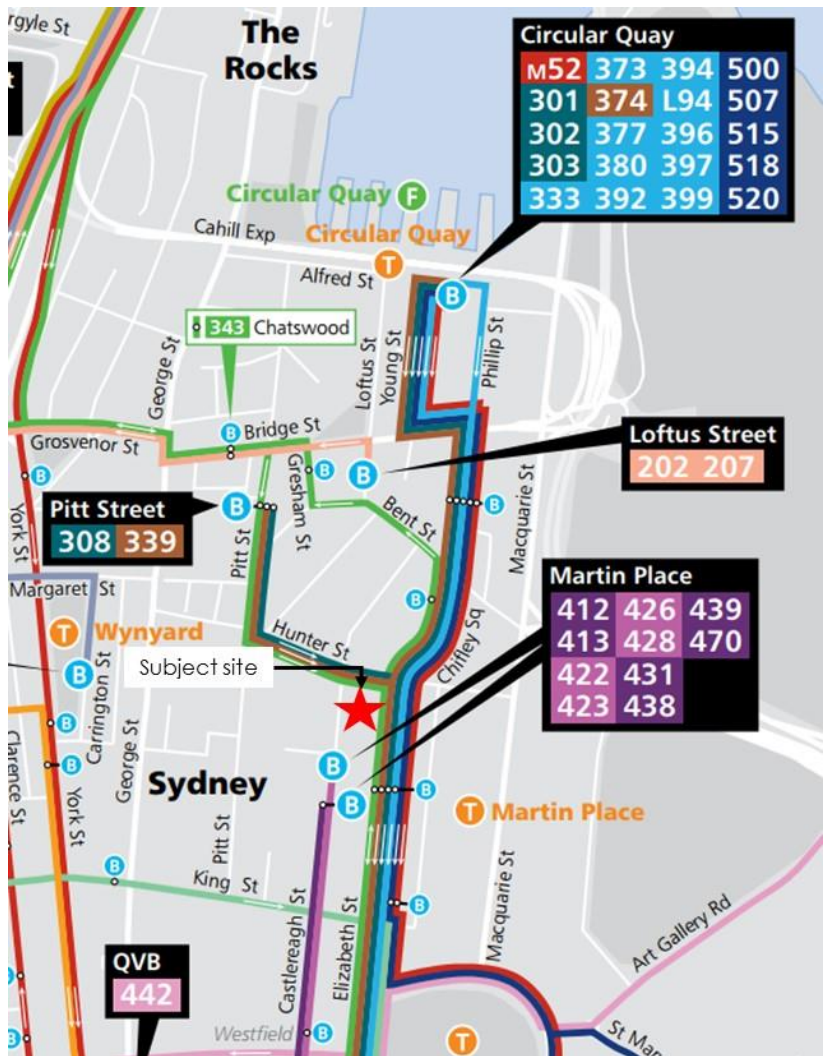 rgyle St
The
Rocks
Circular Quay
M52 373 394 500
301 374 L94 507
302 377 396 515
303 380 397 518
333 392 399 520
t
Circular Quay F
Cahill Exp
Circular Quay
T
Alfred St
B
343 Chatswood
George St
Loftus St
Young St
Phillip St
B
Bridge St
Grosvenor St
Loftus Street
202 207
B
B
B
Gresham St
Pitt Street
308 339
B
B
Bent St
Macquarie St
York St
Pitt St
Margaret St
Martin Place
412 426 439
413 428 470
422 431
423 438
B
T Wynyard
Hunter St
Chifley Sq
Subject site
B
Carrington St
B
George St
B
B
Sydney
B
B
T Martin Place
Clarence St
York St
Pitt St
B
King St
Macquarie St
B
Castlereagh St
Elizabeth St
Art Gallery Rd
QVB
442
B
Westfield B
B
T
St Mar